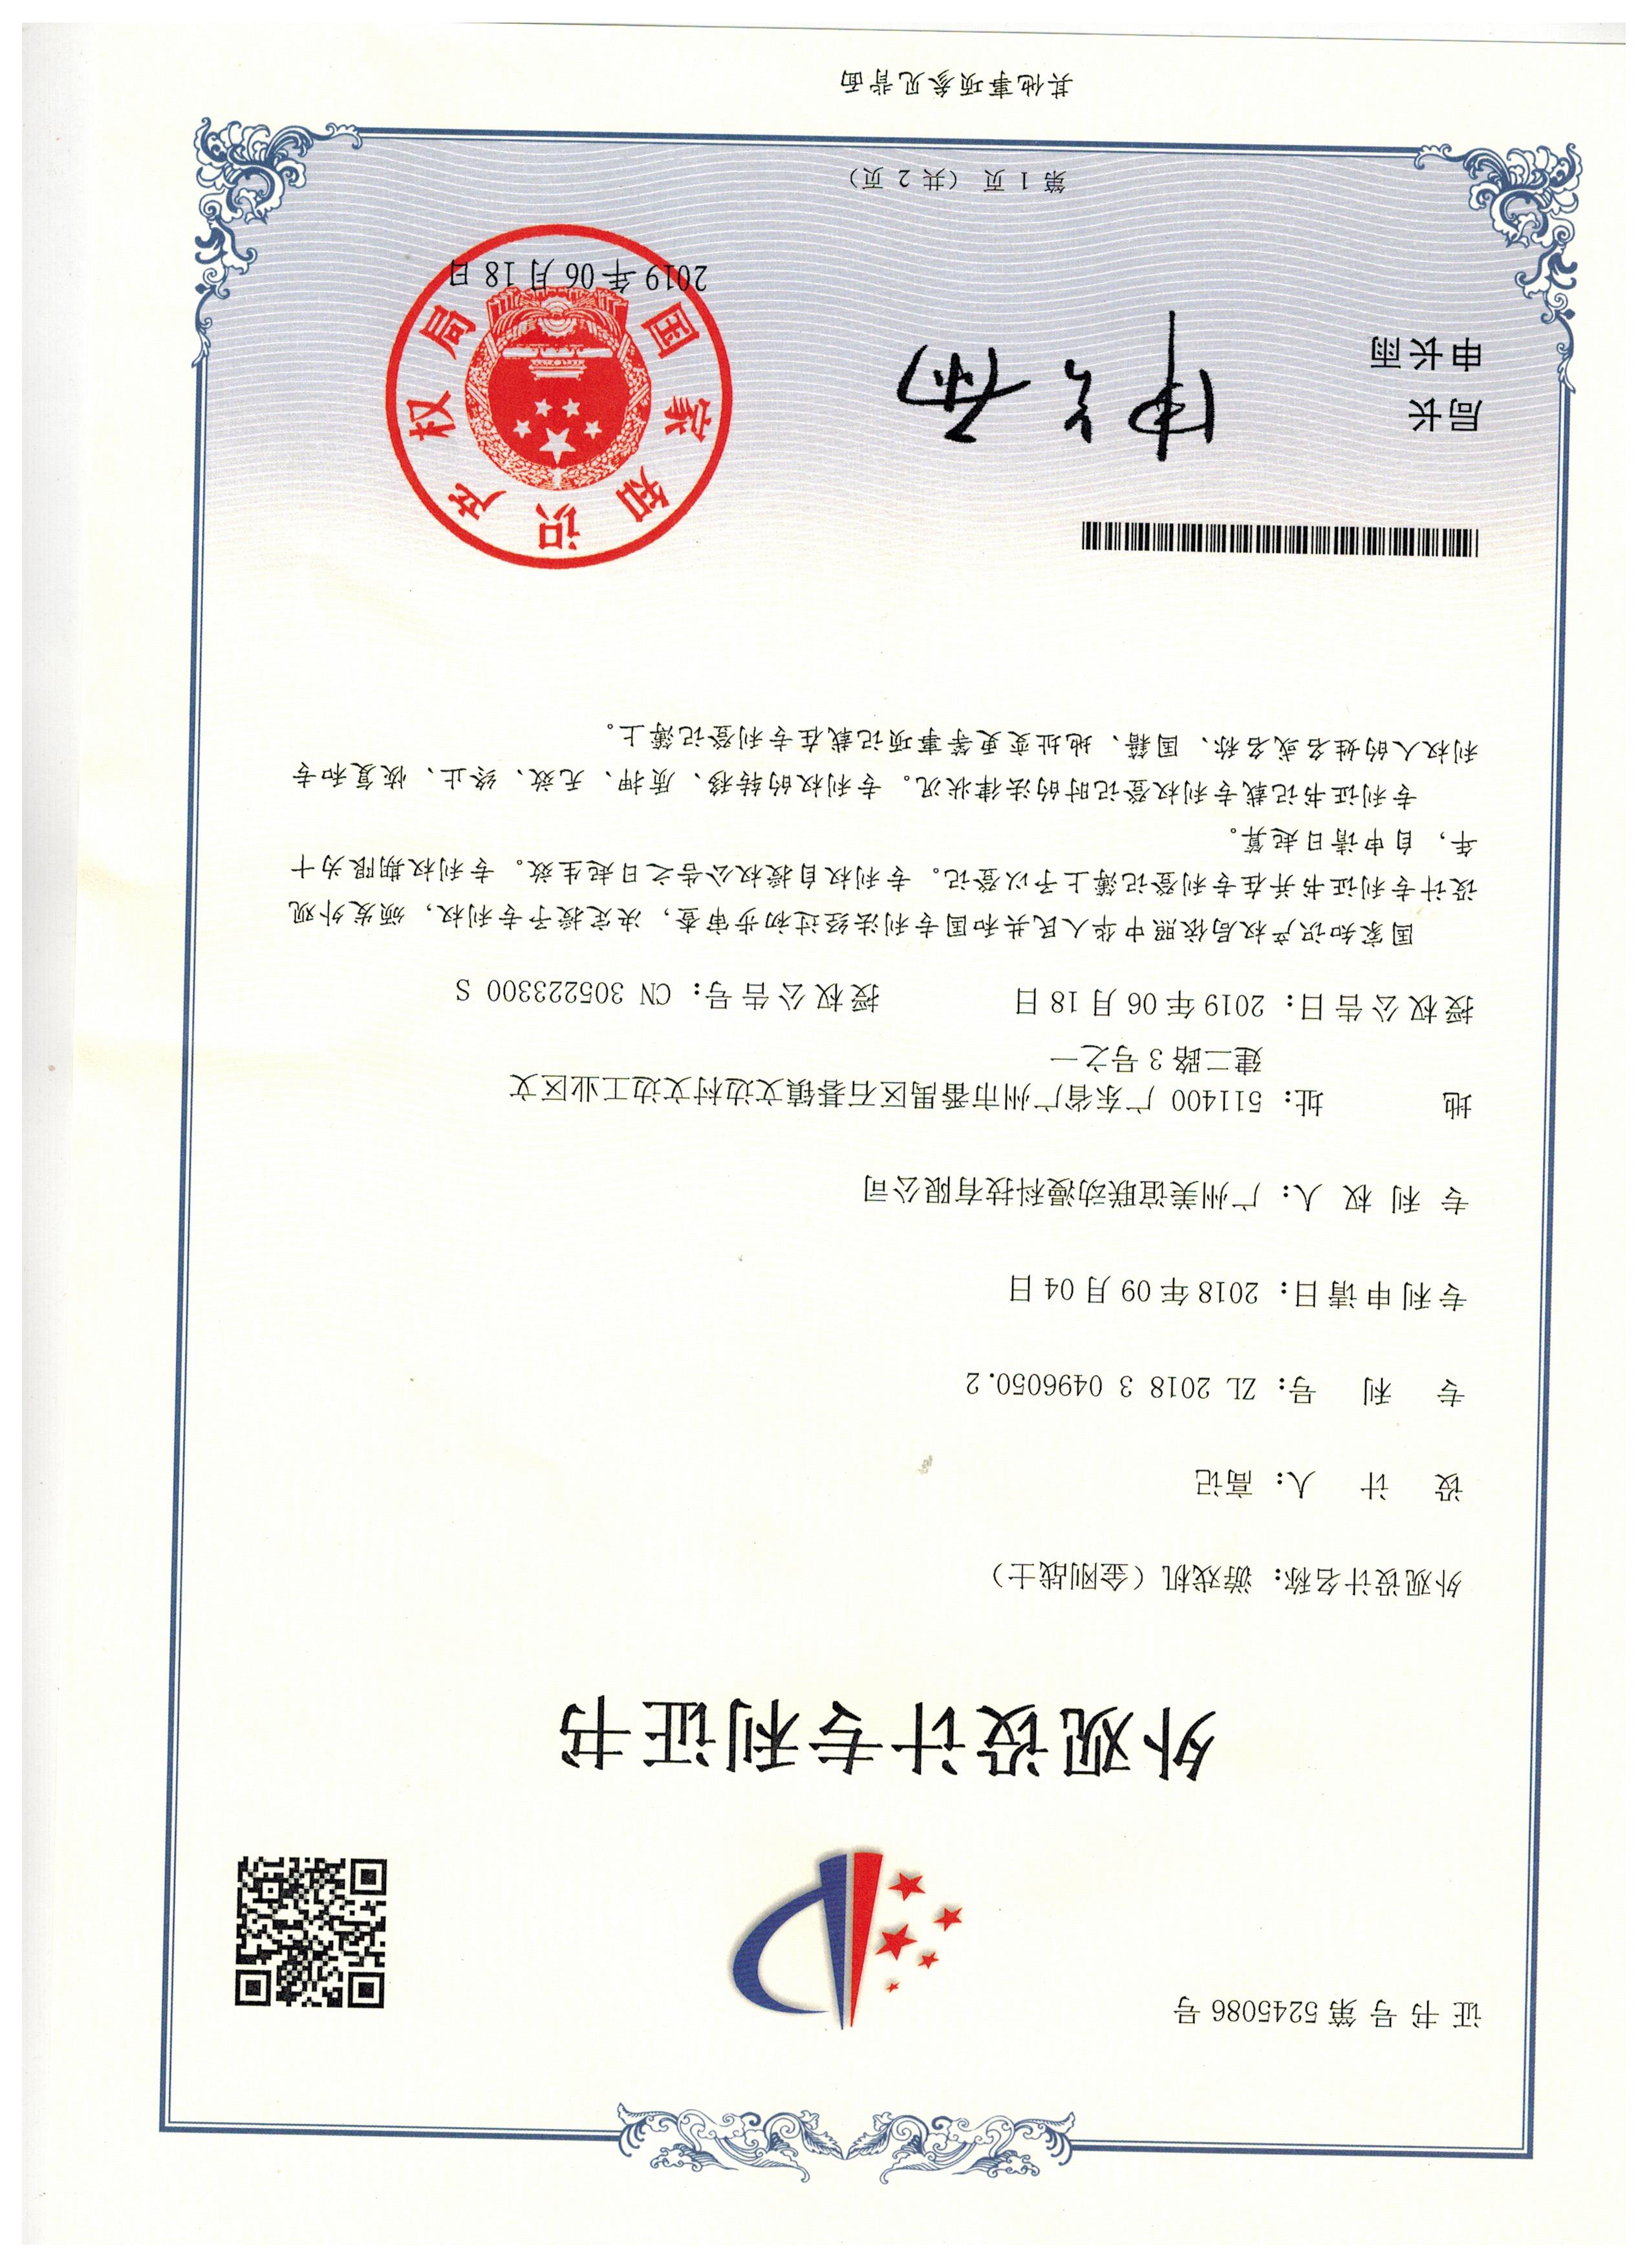 证书号第5245086号
外观设计专利证书
外观设计名称：游戏机（金刚战士）
设计人：高记
专利号：ZL 2018 3 0496050.2
专利申请日：2018年09月04日
专利权人：广州美谊联动漫科技有限公司
地址：511400 广东省广州市番禺区石碁镇文边村文边工业区文
建二路3号之一
授权公告日：2019年06月18日 授权公告号：CN 305223300 S
国家知识产权局依照中华人民共和国专利法经过初步审查，决定授予专利权，颁发外观
设计专利证书并在专利登记簿上予以登记。专利权自授权公告之日起生效。专利权期限为十
年，自申请日起算。
专利证书记载专利权登记时的法律状况。专利权的转移、质押、无效、终止、恢复和专
利权人的姓名或名称、国籍、地址变更等事项记载在专利登记簿上。
局长
申长雨
申长雨
国家知识产权局
2019年06月18日
第1页（共2页）
其他事项参见背面